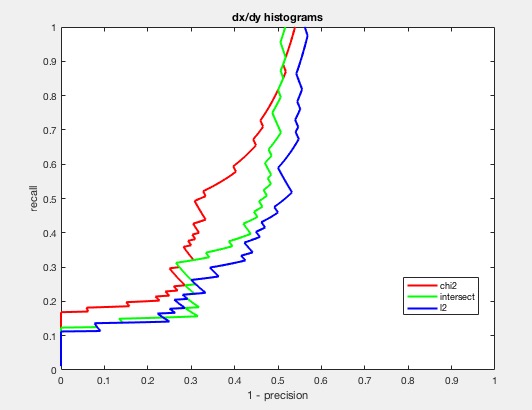 dx/dy histograms
1
0.9
0.8
0.7
0.6
0.5
0.4
0.3
0.2
0.1
0
recall
chi2
intersect
l2
0 0.1 0.2 0.3 0.4 0.5 0.6 0.7 0.8 0.9 1
1 - precision